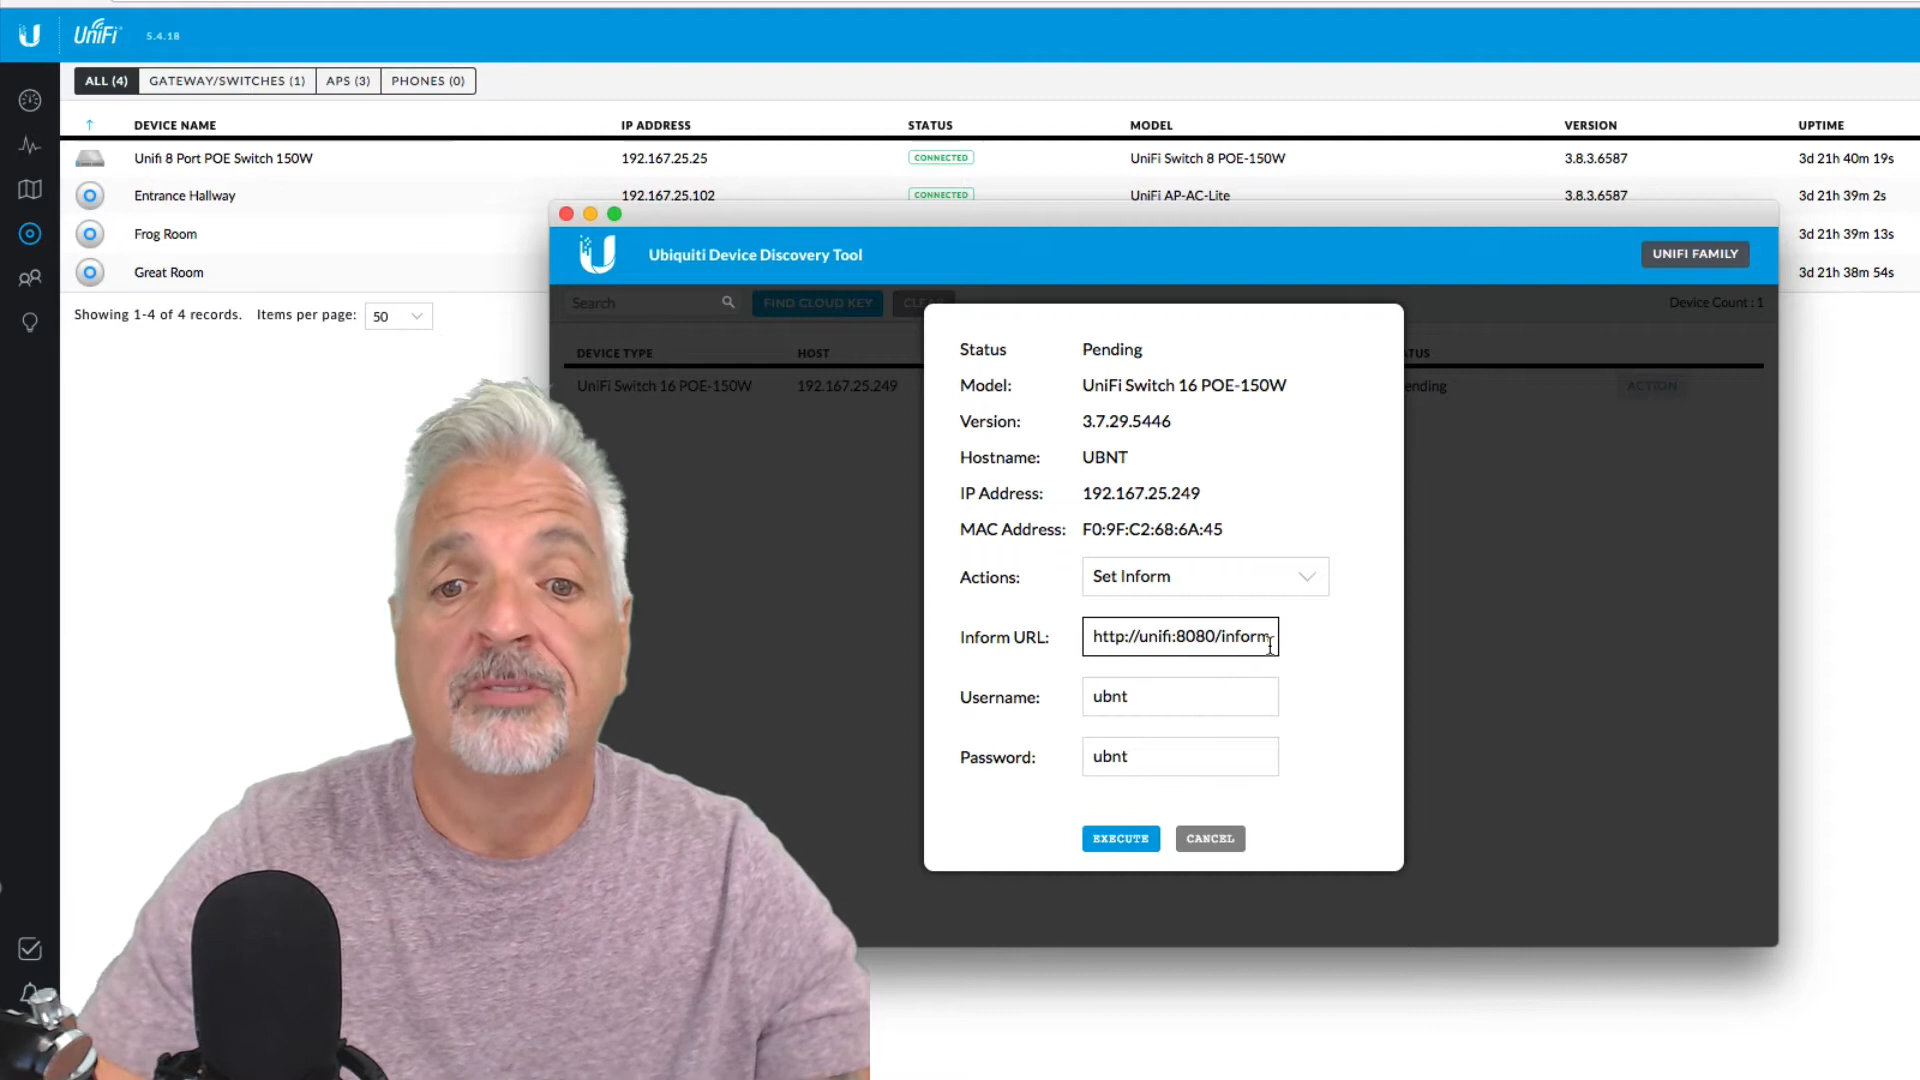 UniFi 5.4.18
ALL (4) GATEWAY/SWITCHES (1) APS (3) PHONES (0)
↑ DEVICE NAME IP ADDRESS STATUS MODEL VERSION UPTIME
Unifi 8 Port POE Switch 150W 192.167.25.25 CONNECTED UniFi Switch 8 POE-150W 3.8.3.6587 3d 21h 40m 19s
Entrance Hallway 192.167.25.102 CONNECTED UniFi AP-AC-Lite 3.8.3.6587 3d 21h 39m 2s
Frog Room 3d 21h 39m 13s
Great Room 3d 21h 38m 54s
Showing 1-4 of 4 records. Items per page: 50
Ubiquiti Device Discovery Tool UNIFI FAMILY
Search FIND CLOUD KEY Device Count : 1
DEVICE TYPE HOST
UniFi Switch 16 POE-150W 192.167.25.249 ACTION
Status Pending
Model: UniFi Switch 16 POE-150W
Version: 3.7.29.5446
Hostname: UBNT
IP Address: 192.167.25.249
MAC Address: F0:9F:C2:68:6A:45
Actions: Set Inform
Inform URL: http://unifi:8080/inform
Username: ubnt
Password: ubnt
EXECUTE CANCEL